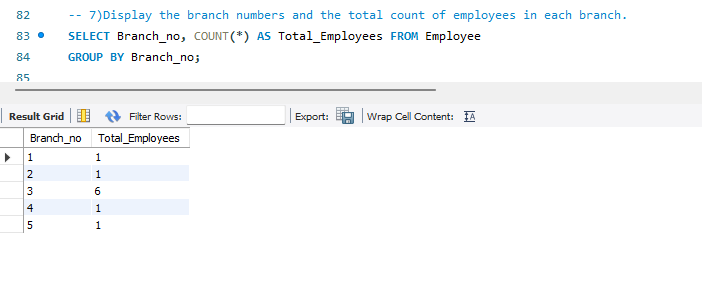 82 -- 7)Display the branch numbers and the total count of employees in each branch.
83 SELECT Branch_no, COUNT(*) AS Total_Employees FROM Employee
84 GROUP BY Branch_no;
85
Result Grid Filter Rows: Export: Wrap Cell Content: IA
Branch_no Total_Employees
1 1
2 1
3 6
4 1
5 1